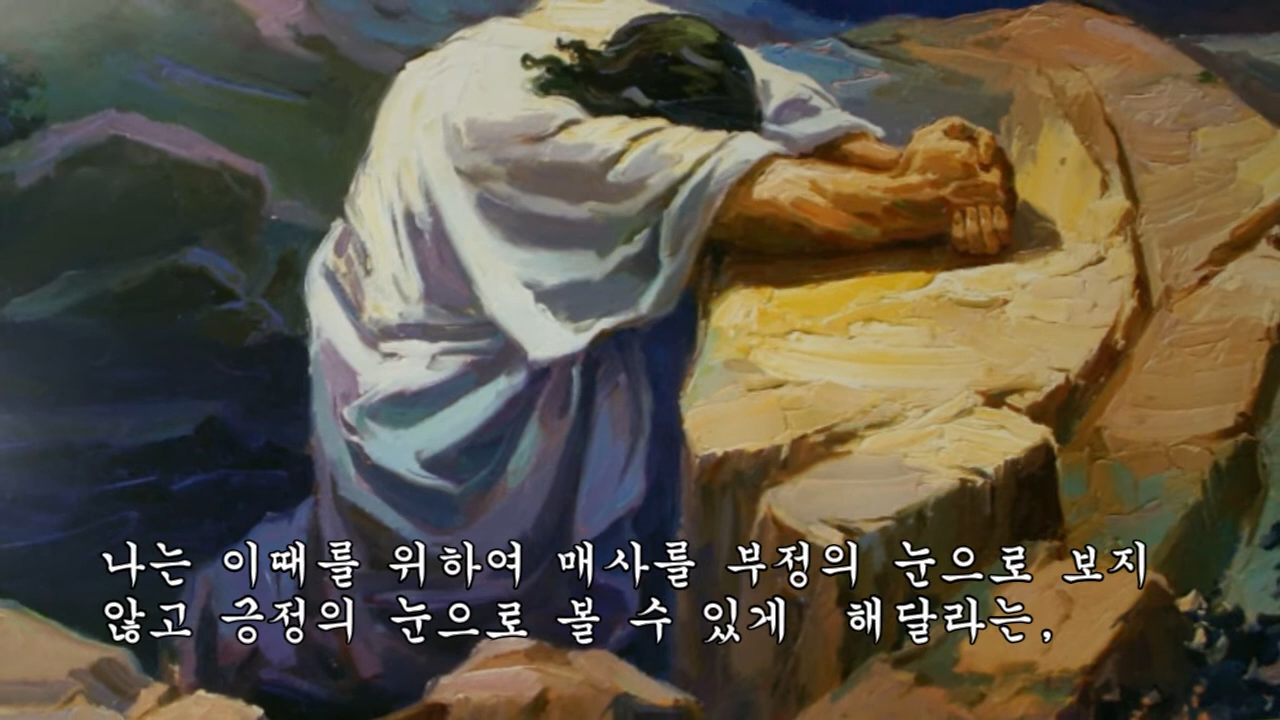 나는 이때를 위하여 매사를 부정의 눈으로 보지
않고 긍정의 눈으로 볼 수 있게 해달라는,